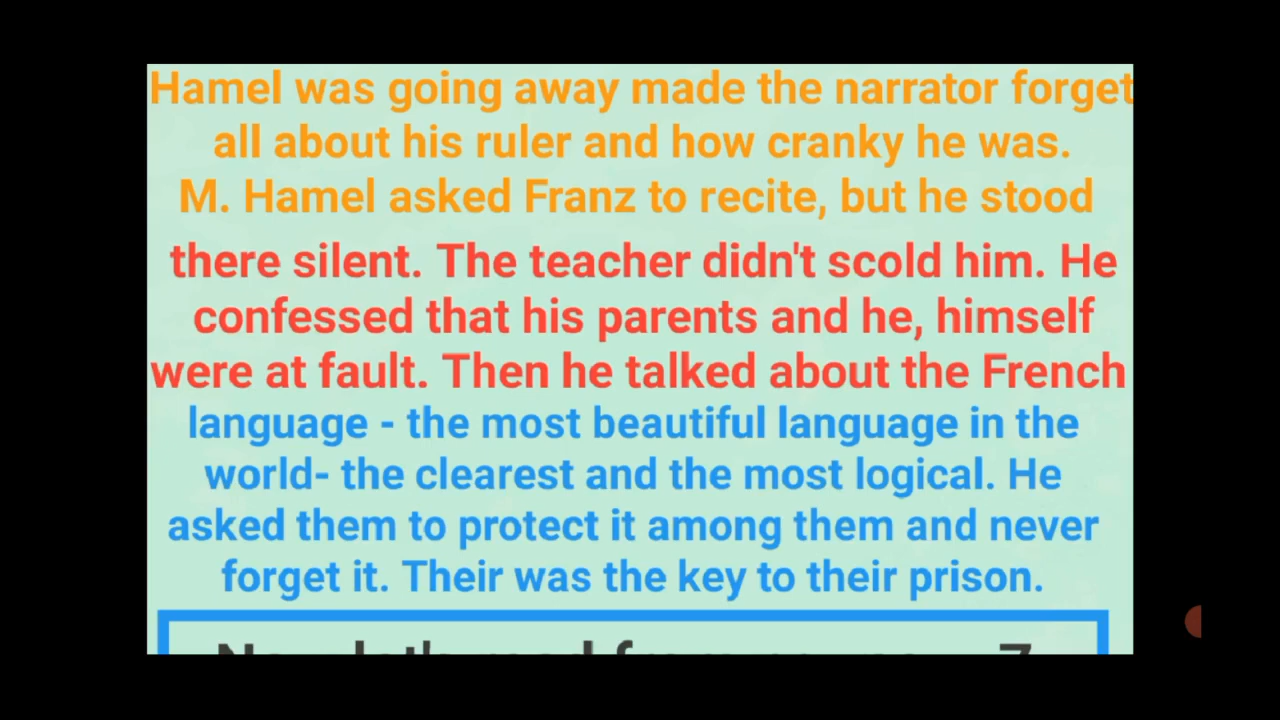 Hamel was going away made the narrator forget
all about his ruler and how cranky he was.
M. Hamel asked Franz to recite, but he stood
there silent. The teacher didn't scold him. He
confessed that his parents and he, himself
were at fault. Then he talked about the French
language - the most beautiful language in the
world- the clearest and the most logical. He
asked them to protect it among them and never
forget it. Their was the key to their prison.